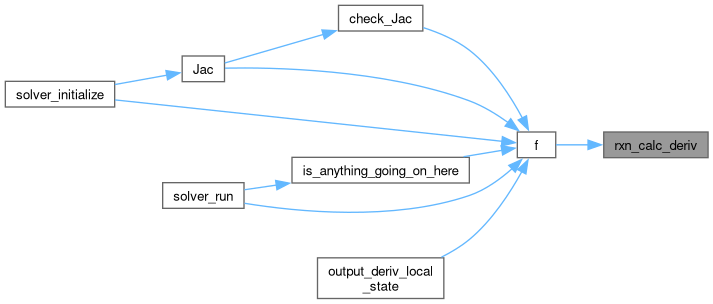 check_Jac
Jac
solver_initialize
f
rxn_calc_deriv
is_anything_going_on_here
solver_run
output_deriv_local
_state